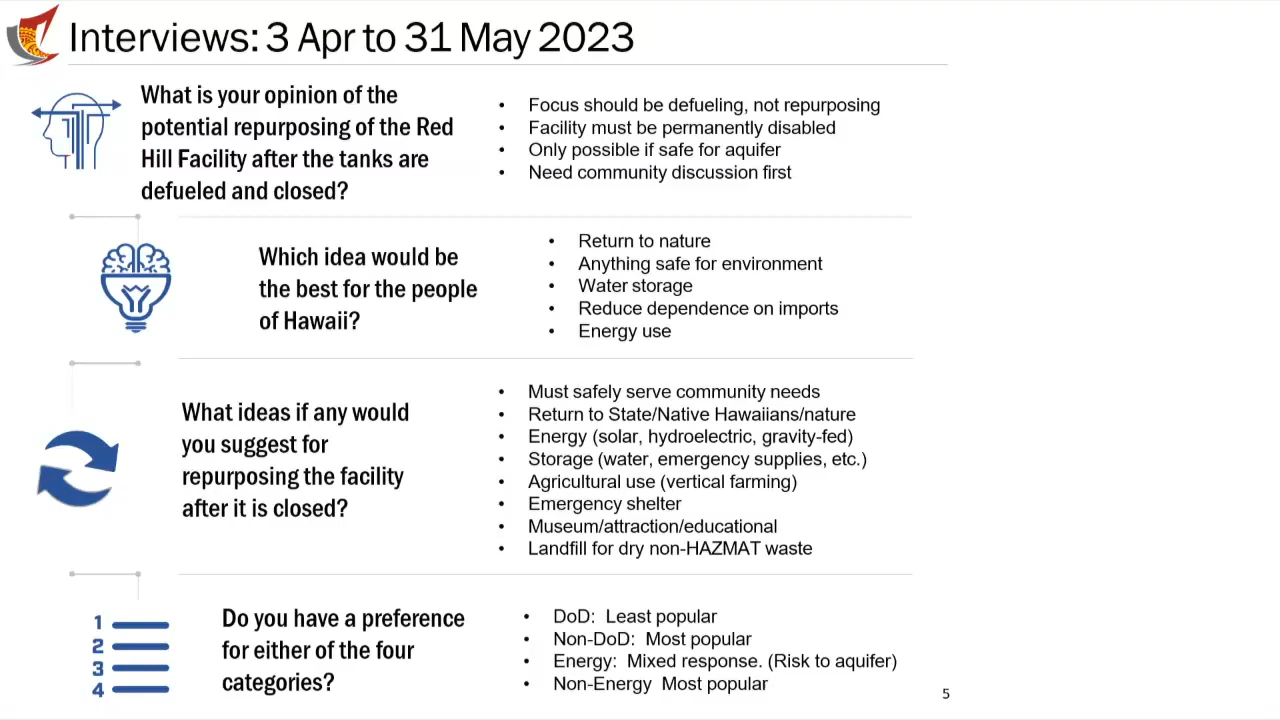 Interviews: 3 Apr to 31 May 2023
What is your opinion of the
potential repurposing of the Red
Hill Facility after the tanks are
defueled and closed?
• Focus should be defueling, not repurposing
• Facility must be permanently disabled
• Only possible if safe for aquifer
• Need community discussion first
Which idea would be
the best for the people
of Hawaii?
• Return to nature
• Anything safe for environment
• Water storage
• Reduce dependence on imports
• Energy use
What ideas if any would
you suggest for
repurposing the facility
after it is closed?
• Must safely serve community needs
• Return to State/Native Hawaiians/nature
• Energy (solar, hydroelectric, gravity-fed)
• Storage (water, emergency supplies, etc.)
• Agricultural use (vertical farming)
• Emergency shelter
• Museum/attraction/educational
• Landfill for dry non-HAZMAT waste
1
2
3
4
Do you have a preference
for either of the four
categories?
• DoD: Least popular
• Non-DoD: Most popular
• Energy: Mixed response. (Risk to aquifer)
• Non-Energy Most popular
5